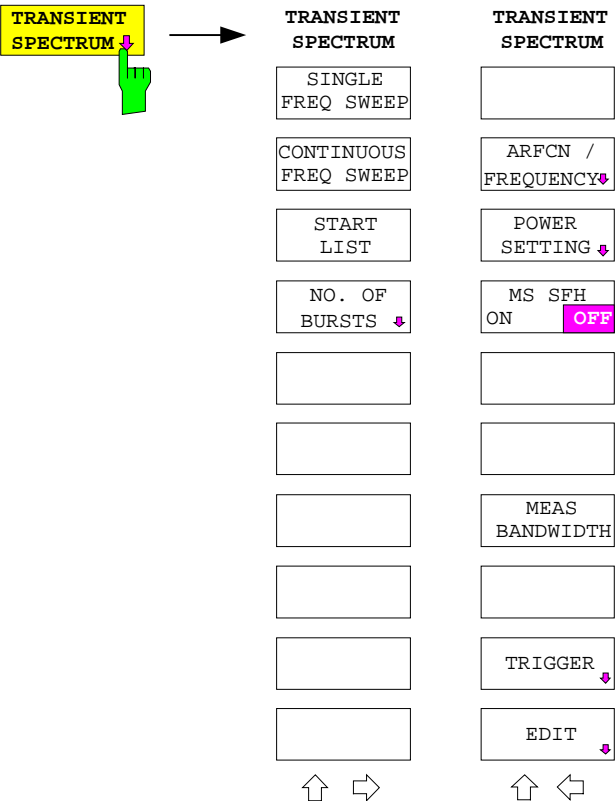 TRANSIENT
SPECTRUM
TRANSIENT
SPECTRUM
SINGLE
FREQ SWEEP
CONTINUOUS
FREQ SWEEP
START
LIST
NO. OF
BURSTS
TRANSIENT
SPECTRUM
ARFCN /
FREQUENCY
POWER
SETTING
MS SFH
ON OFF
MEAS
BANDWIDTH
TRIGGER
EDIT